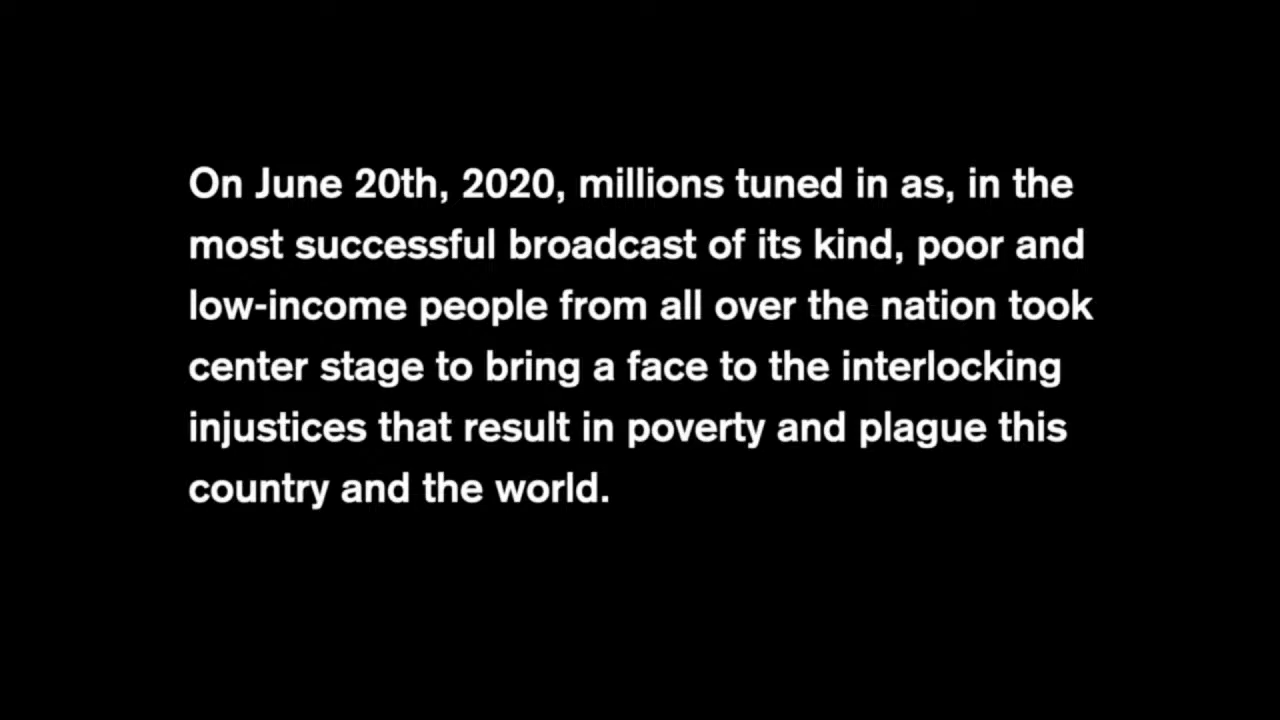 On June 20th, 2020, millions tuned in as, in the
most successful broadcast of its kind, poor and
low-income people from all over the nation took
center stage to bring a face to the interlocking
injustices that result in poverty and plague this
country and the world.